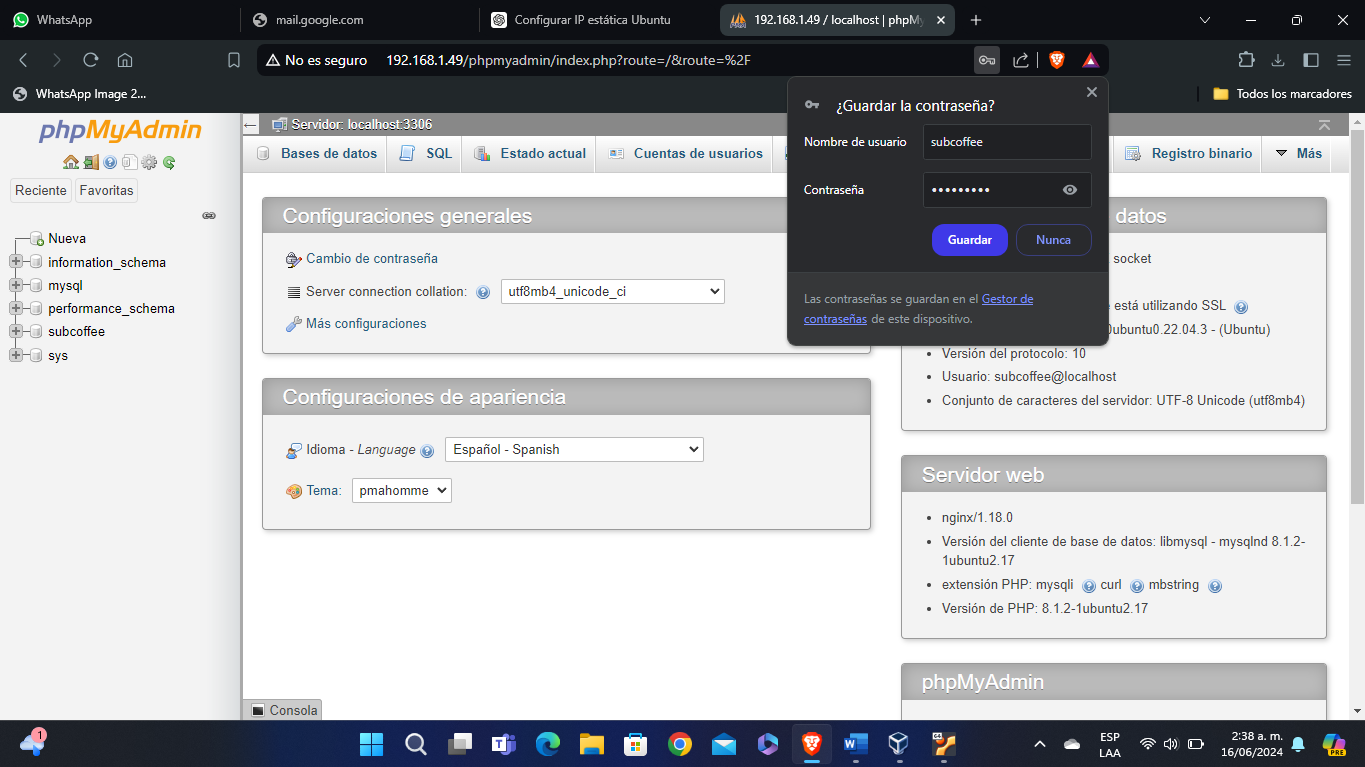 WhatsApp
mail.google.com
Configurar IP estática Ubuntu
192.168.1.49 / localhost | phpMy
No es seguro 192.168.1.49/phpmyadmin/index.php?route=/&route=%2F
WhatsApp Image 2...
Todos los marcadores
phpMyAdmin
Reciente
Favoritas
Nueva
information_schema
mysql
performance_schema
subcoffee
sys
Servidor: localhost:3306
Bases de datos
SQL
Estado actual
Cuentas de usuarios
Registro binario
Más
Configuraciones generales
Cambio de contraseña
Server connection collation: utf8mb4_unicode_ci
Más configuraciones
Configuraciones de apariencia
Idioma - Language Español - Spanish
Tema: pmahomme
¿Guardar la contraseña?
Nombre de usuario subcoffee
Contraseña •••••••••
Guardar
Nunca
Las contraseñas se guardan en el Gestor de
contraseñas de este dispositivo.
datos
socket
está utilizando SSL
ubuntu0.22.04.3 - (Ubuntu)
Versión del protocolo: 10
Usuario: subcoffee@localhost
Conjunto de caracteres del servidor: UTF-8 Unicode (utf8mb4)
Servidor web
nginx/1.18.0
Versión del cliente de base de datos: libmysql - mysqlnd 8.1.2-
1ubuntu2.17
extensión PHP: mysqli curl mbstring
Versión de PHP: 8.1.2-1ubuntu2.17
phpMyAdmin
Consola
1
ESP
LAA
2:38 a. m.
16/06/2024
PRE